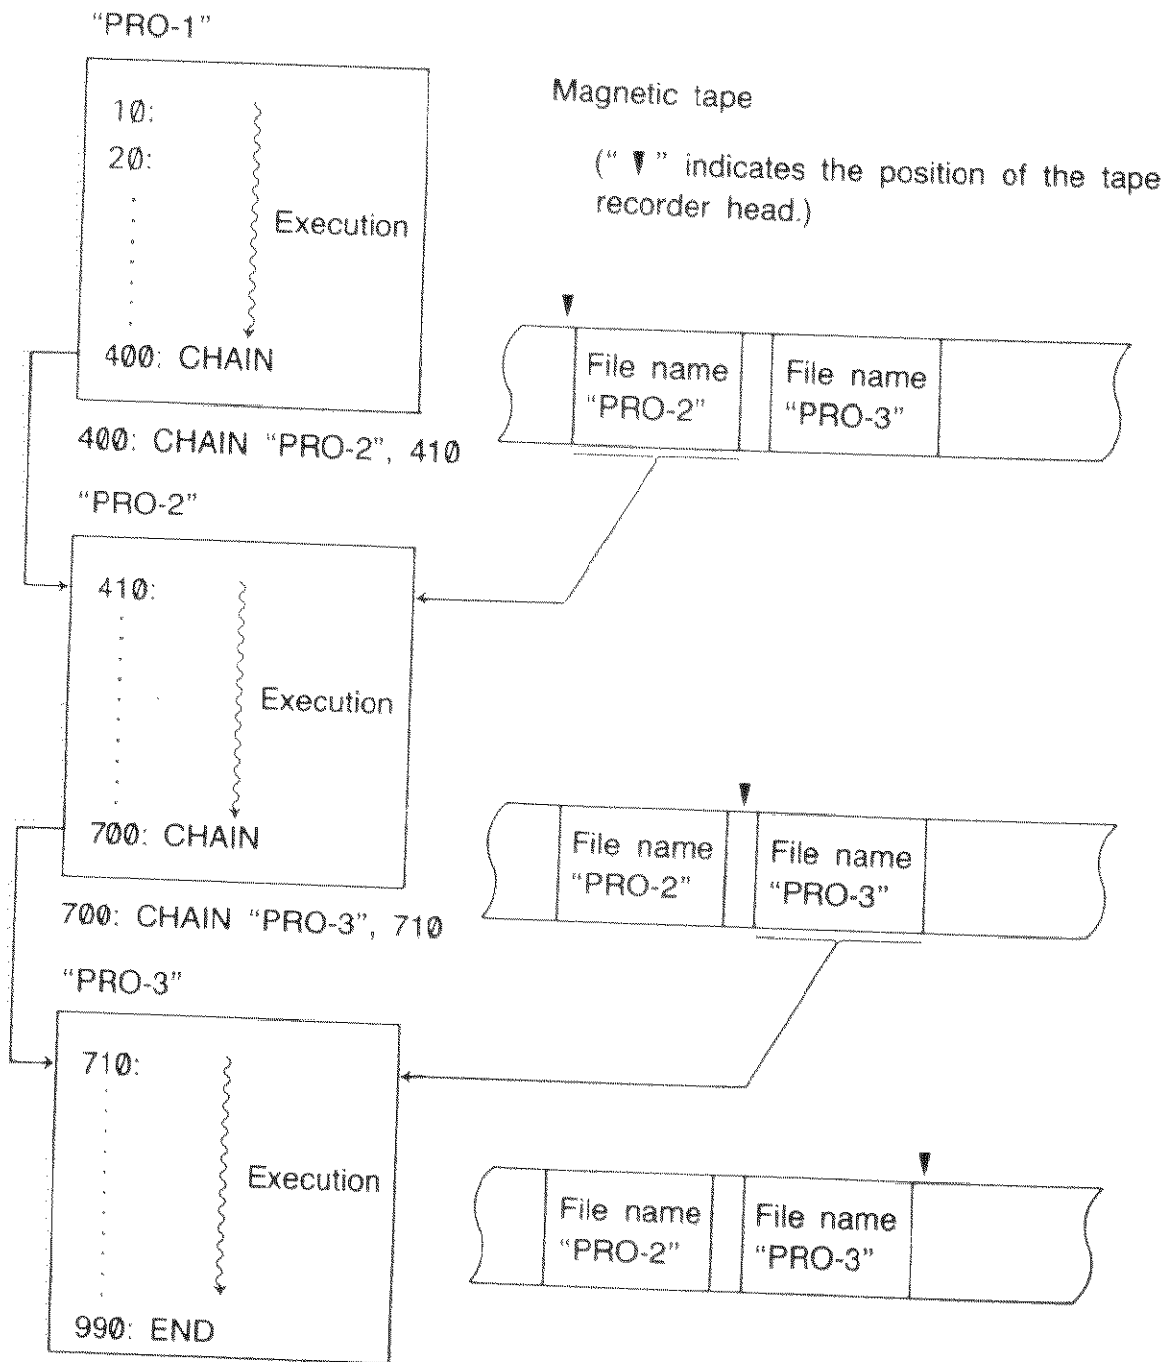 “PRO-1”
10:
20:
Execution
400: CHAIN
400: CHAIN “PRO-2”, 410
Magnetic tape
(“ ▼ ” indicates the position of the tape
recorder head.)
File name
“PRO-2”
File name
“PRO-3”
“PRO-2”
410:
Execution
700: CHAIN
700: CHAIN “PRO-3”, 710
File name
“PRO-2”
File name
“PRO-3”
“PRO-3”
710:
Execution
990: END
File name
“PRO-2”
File name
“PRO-3”